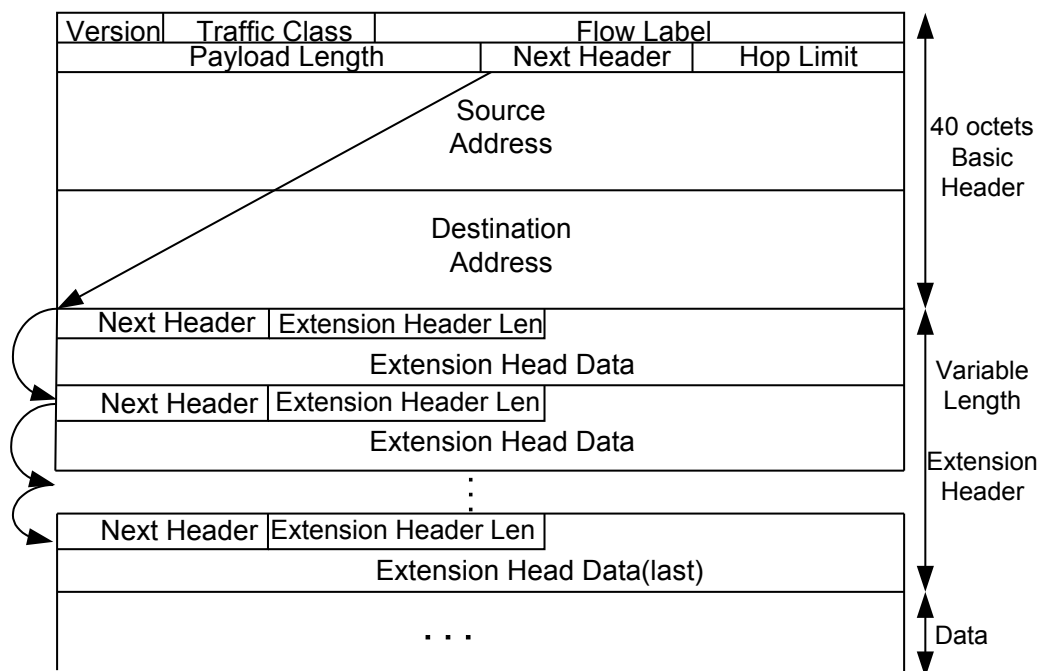 Version Traffic Class Flow Label
Payload Length Next Header Hop Limit
Source
Address
Destination
Address
40 octets
Basic
Header
Next Header Extension Header Len
Extension Head Data
Next Header Extension Header Len
Extension Head Data
Variable
Length
Extension
Header
Next Header Extension Header Len
Extension Head Data(last)
. . .
Data